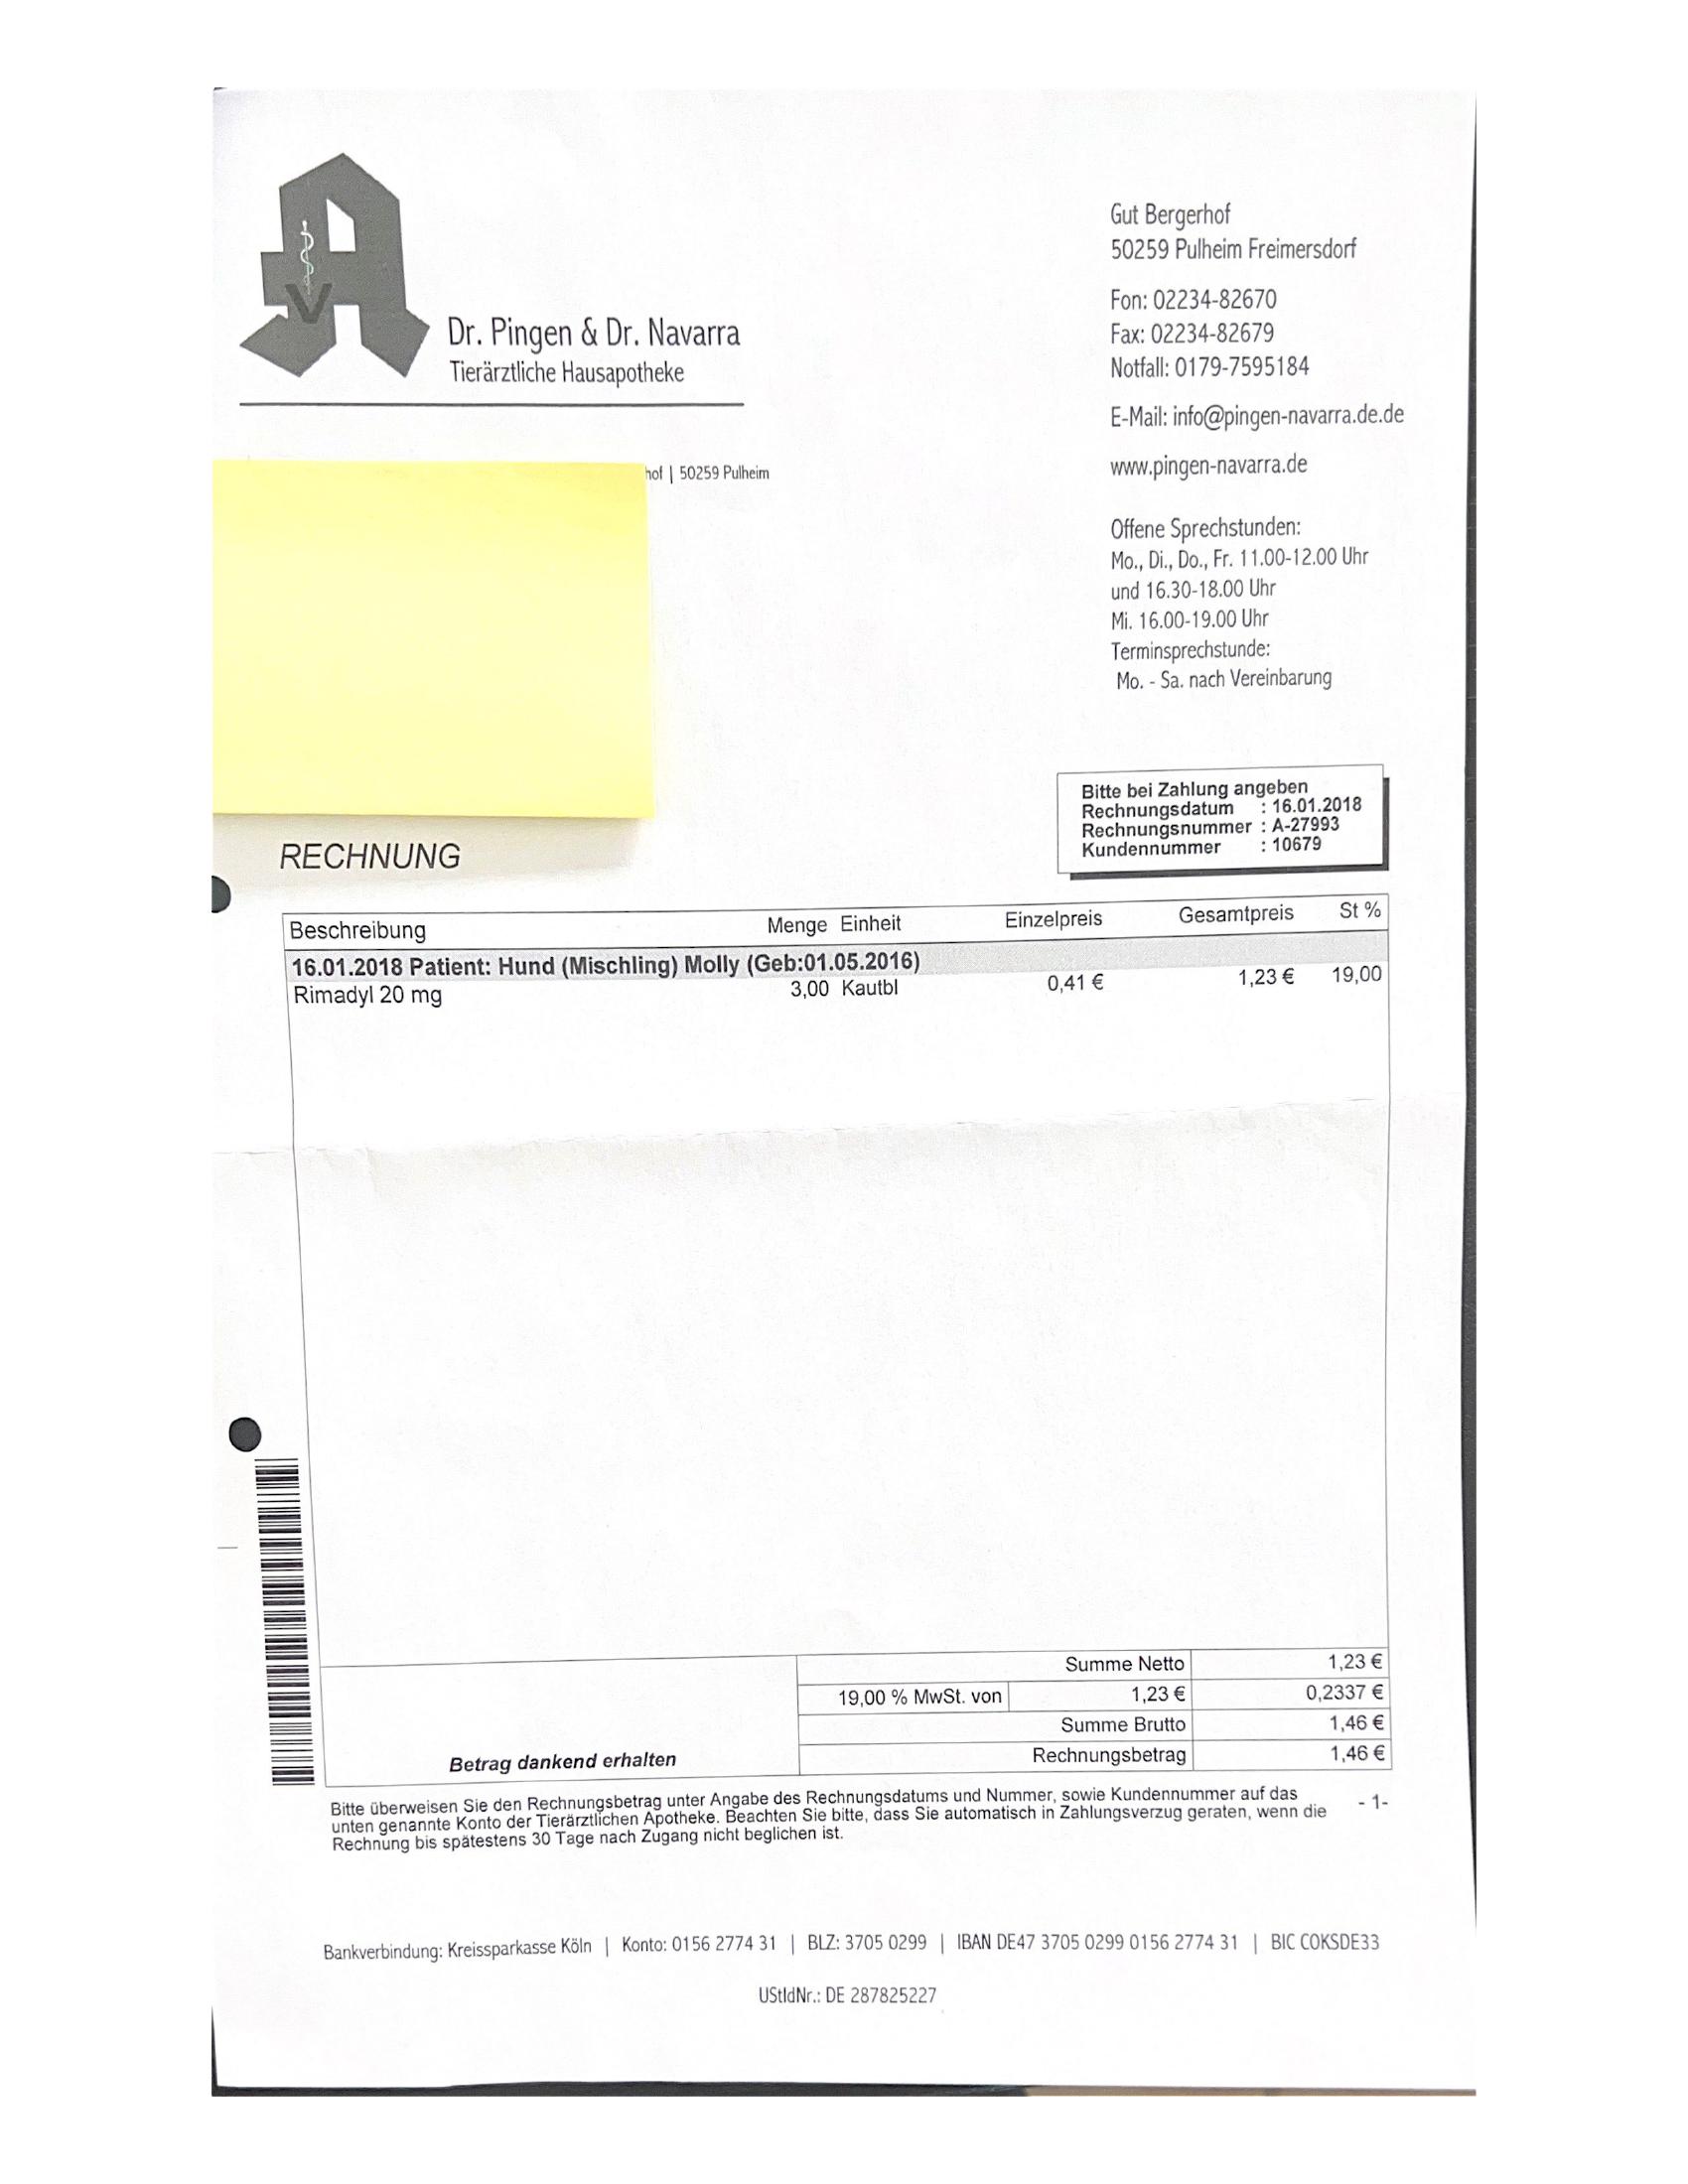 V
Dr. Pingen & Dr. Navarra
Tierärztliche Hausapotheke
Gut Bergerhof
50259 Pulheim Freimersdorf
Fon: 02234-82670
Fax: 02234-82679
Notfall: 0179-7595184
E-Mail: info@pingen-navarra.de.de
www.pingen-navarra.de
Offene Sprechstunden:
Mo., Di., Do., Fr. 11.00-12.00 Uhr
und 16.30-18.00 Uhr
Mi. 16.00-19.00 Uhr
Terminsprechstunde:
Mo. - Sa. nach Vereinbarung
hof | 50259 Pulheim
Bitte bei Zahlung angeben
Rechnungsdatum : 16.01.2018
Rechnungsnummer : A-27993
Kundennummer : 10679
RECHNUNG
Beschreibung Menge Einheit Einzelpreis Gesamtpreis St %
16.01.2018 Patient: Hund (Mischling) Molly (Geb:01.05.2016)
Rimadyl 20 mg 3,00 Kautbl 0,41 € 1,23 € 19,00
Summe Netto 1,23 €
19,00 % MwSt. von 1,23 € 0,2337 €
Summe Brutto 1,46 €
Betrag dankend erhalten Rechnungsbetrag 1,46 €
Bitte überweisen Sie den Rechnungsbetrag unter Angabe des Rechnungsdatums und Nummer, sowie Kundennummer auf das
unten genannte Konto der Tierärztlichen Apotheke. Beachten Sie bitte, dass Sie automatisch in Zahlungsverzug geraten, wenn die
Rechnung bis spätestens 30 Tage nach Zugang nicht beglichen ist.
- 1-
Bankverbindung: Kreissparkasse Köln | Konto: 0156 2774 31 | BLZ: 3705 0299 | IBAN DE47 3705 0299 0156 2774 31 | BIC COKSDE33
UStIdNr.: DE 287825227